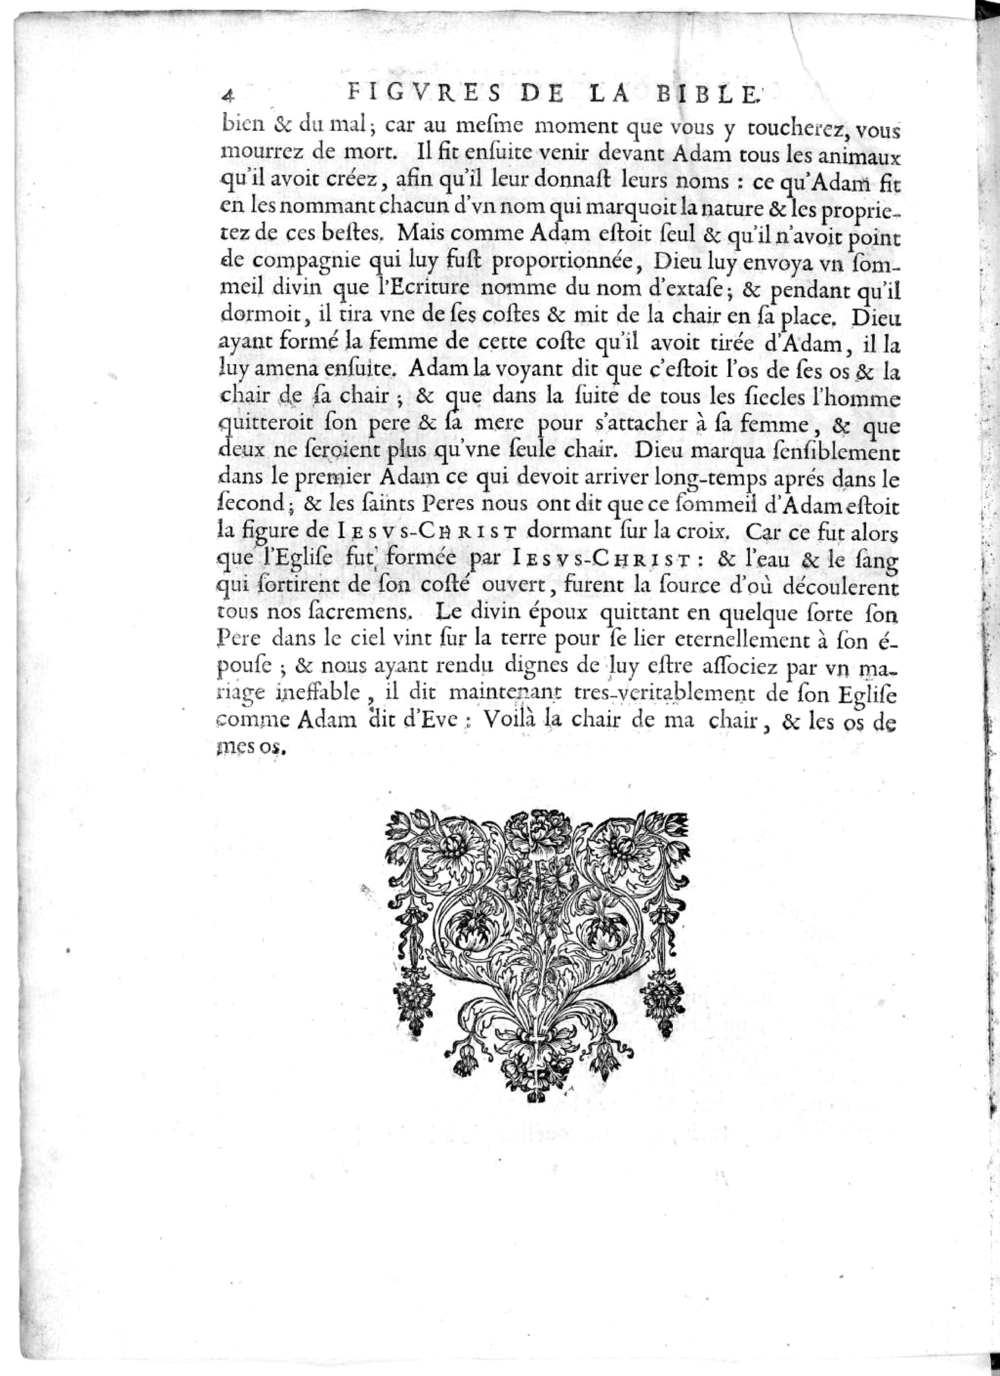 4 FIGVRES DE LA BIBLE.
bien & du mal; car au meſme moment que vous y toucherez, vous
mourrez de mort. Il fit enſuite venir devant Adam tous les animaux
qu'il avoit créez, afin qu'il leur donnaſt leurs noms : ce qu'Adam fit
en les nommant chacun d'vn nom qui marquoit la nature & les proprie-
tez de ces beſtes. Mais comme Adam eſtoit ſeul & qu'il n'avoit point
de compagnie qui luy fuſt proportionnée, Dieu luy envoya vn ſom-
meil divin que l'Ecriture nomme du nom d'extaſe; & pendant qu'il
dormoit, il tira vne de ſes coſtes & mit de la chair en ſa place. Dieu
ayant formé la femme de cette coſte qu'il avoit tirée d'Adam, il la
luy amena enſuite. Adam la voyant dit que c'eſtoit l'os de ſes os & la
chair de ſa chair ; & que dans la ſuite de tous les ſiecles l'homme
quitteroit ſon pere & ſa mere pour s'attacher à ſa femme, & que
deux ne ſeroient plus qu'vne ſeule chair. Dieu marqua ſenſiblement
dans le premier Adam ce qui devoit arriver long-temps aprés dans le
ſecond; & les ſaints Peres nous ont dit que ce ſommeil d'Adam eſtoit
la figure de IESVS-CHRIST dormant ſur la croix. Car ce fut alors
que l'Egliſe fut formée par IESVS-CHRIST : & l'eau & le ſang
qui ſortirent de ſon coſté ouvert, furent la ſource d'où découlerent
tous nos ſacremens. Le divin époux quittant en quelque ſorte ſon
Pere dans le ciel vint ſur la terre pour ſe lier eternellement à ſon é-
pouſe ; & nous ayant rendu dignes de luy eſtre aſſociez par vn ma-
riage ineffable, il dit maintenant tres-veritablement de ſon Egliſe
comme Adam dit d'Eve : Voilà la chair de ma chair, & les os de
mes os.